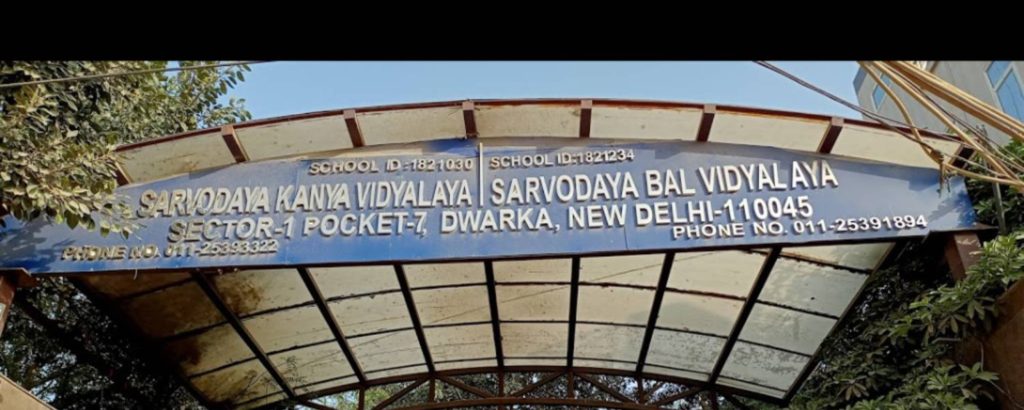 SCHOOL ID:-1821030 SCHOOL ID:-1821234
SARVODAYA KANYA VIDYALAYA SARVODAYA BAL VIDYALAYA
SECTOR-1 POCKET-7, DWARKA, NEW DELHI-110045
PHONE NO. 011-25393322 PHONE NO. 011-25391894